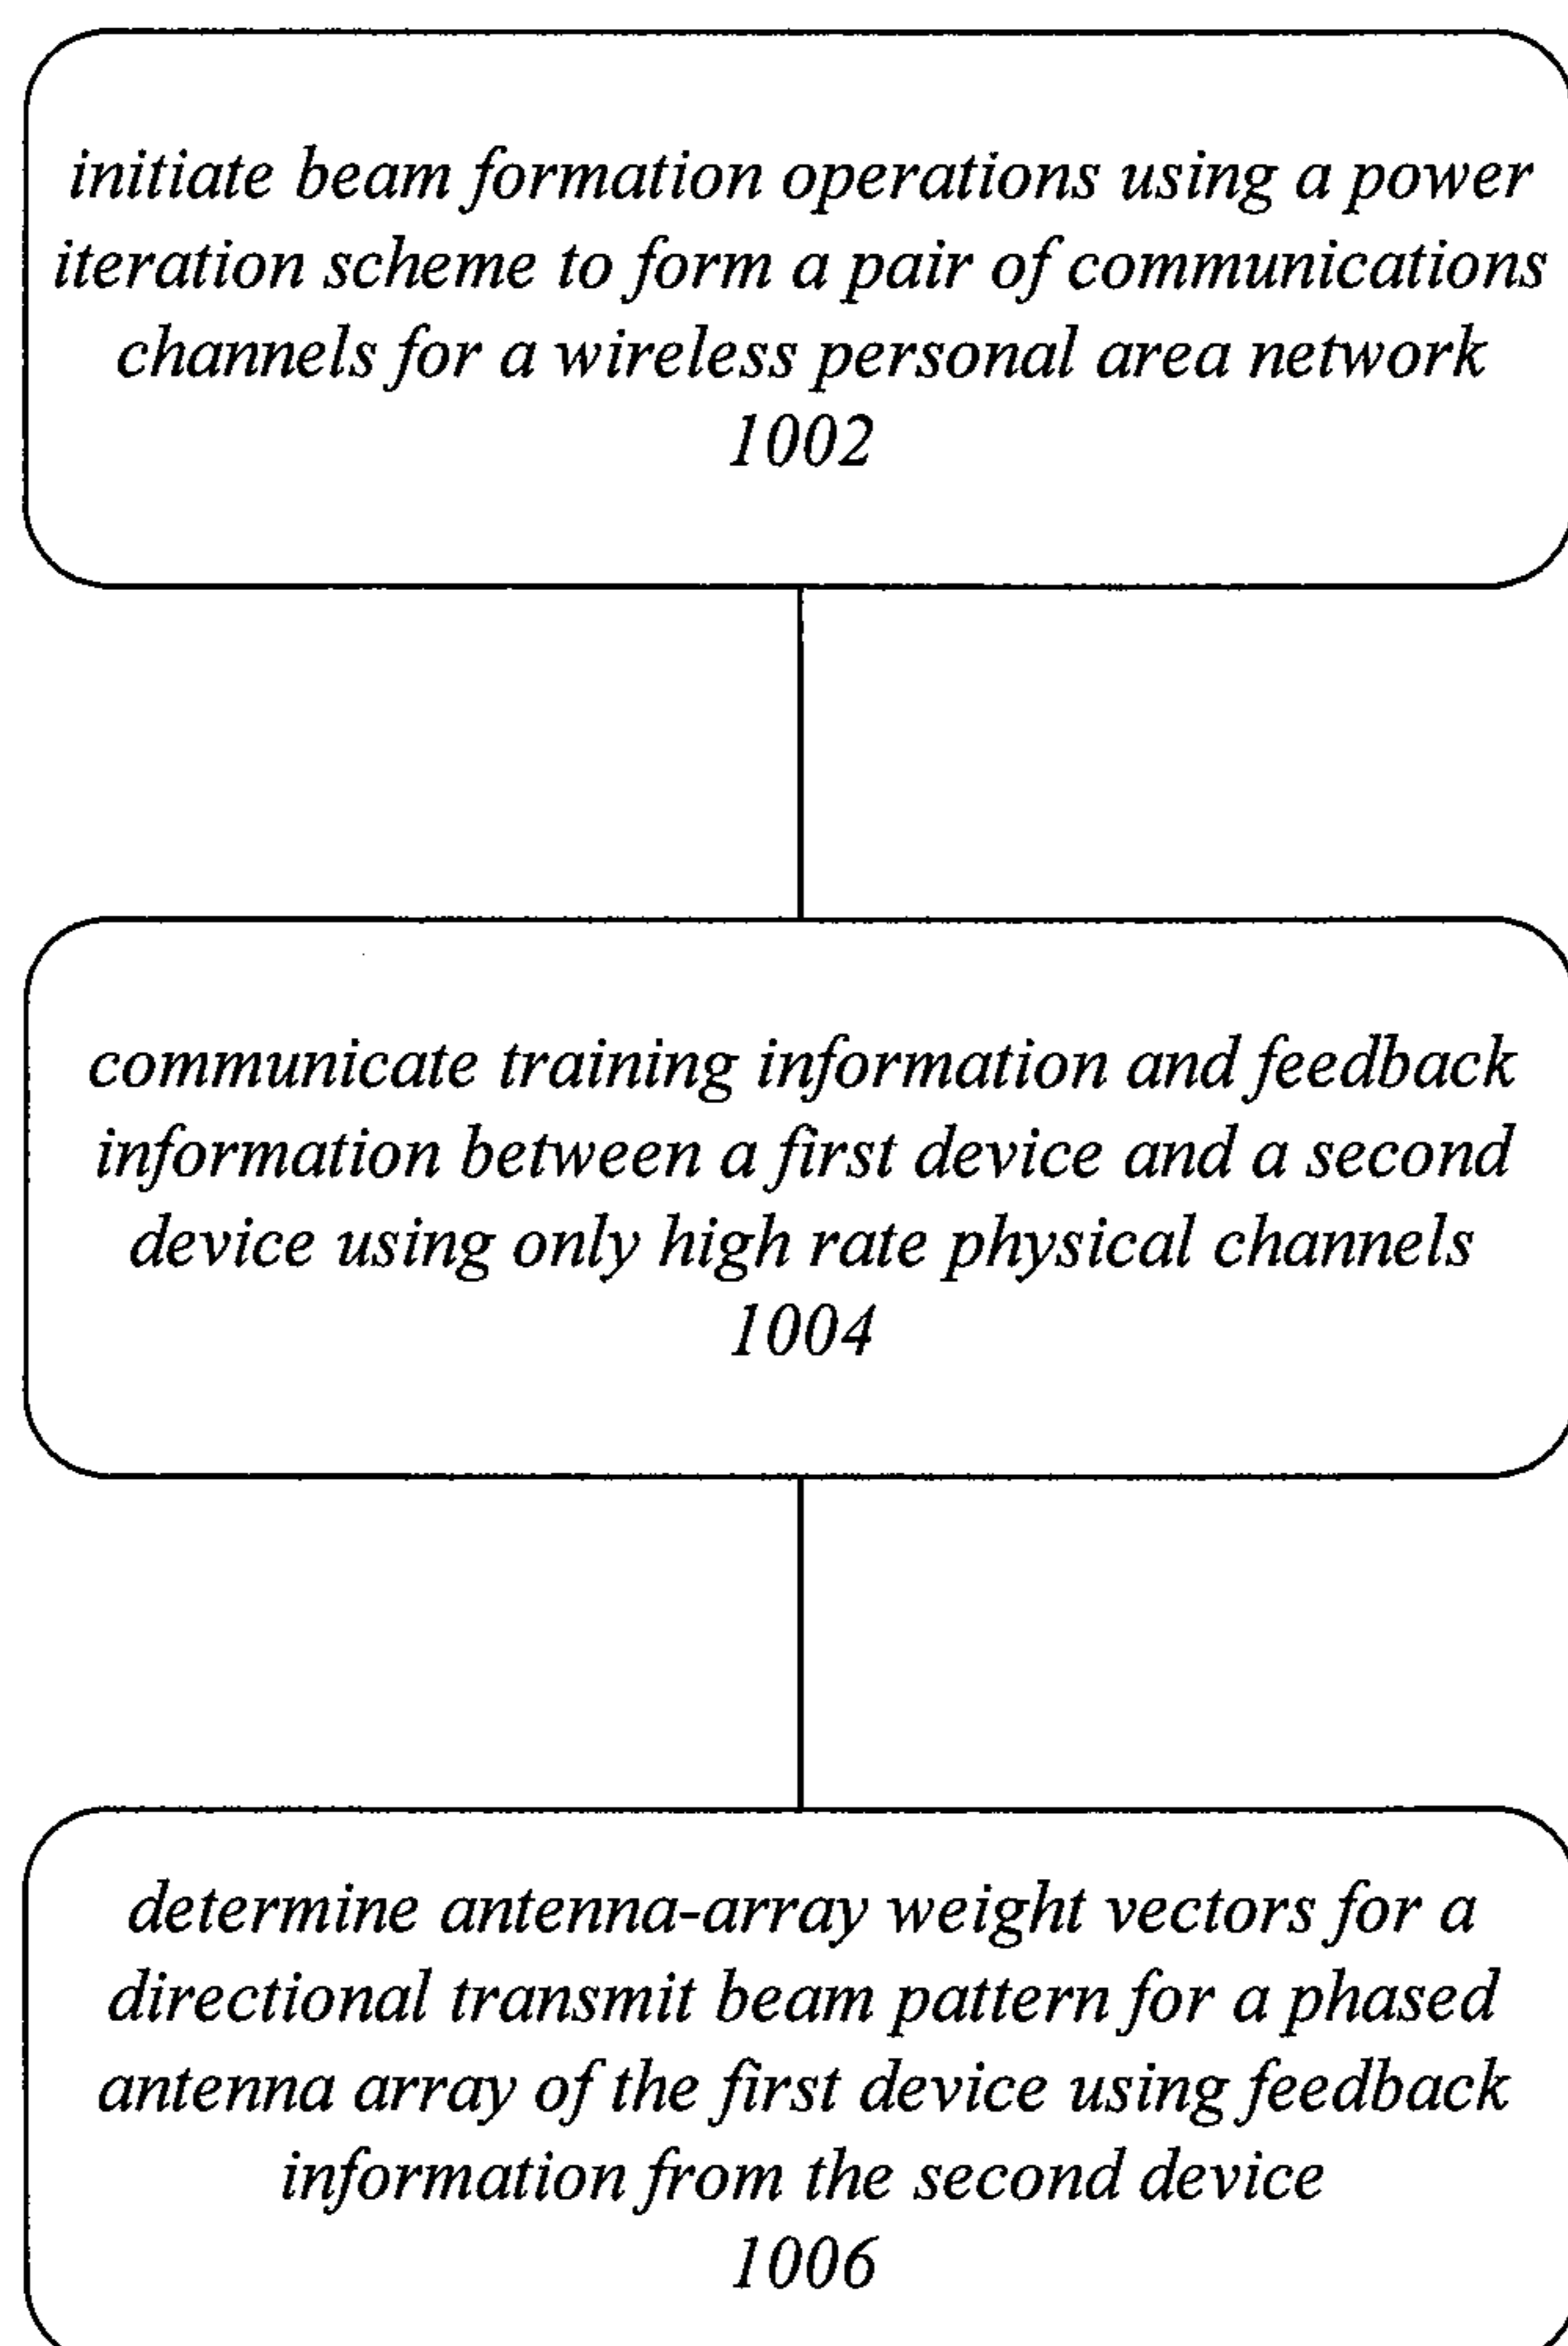 initiate beam formation operations using a power
iteration scheme to form a pair of communications
channels for a wireless personal area network
1002
communicate training information and feedback
information between a first device and a second
device using only high rate physical channels
1004
determine antenna-array weight vectors for a
directional transmit beam pattern for a phased
antenna array of the first device using feedback
information from the second device
1006